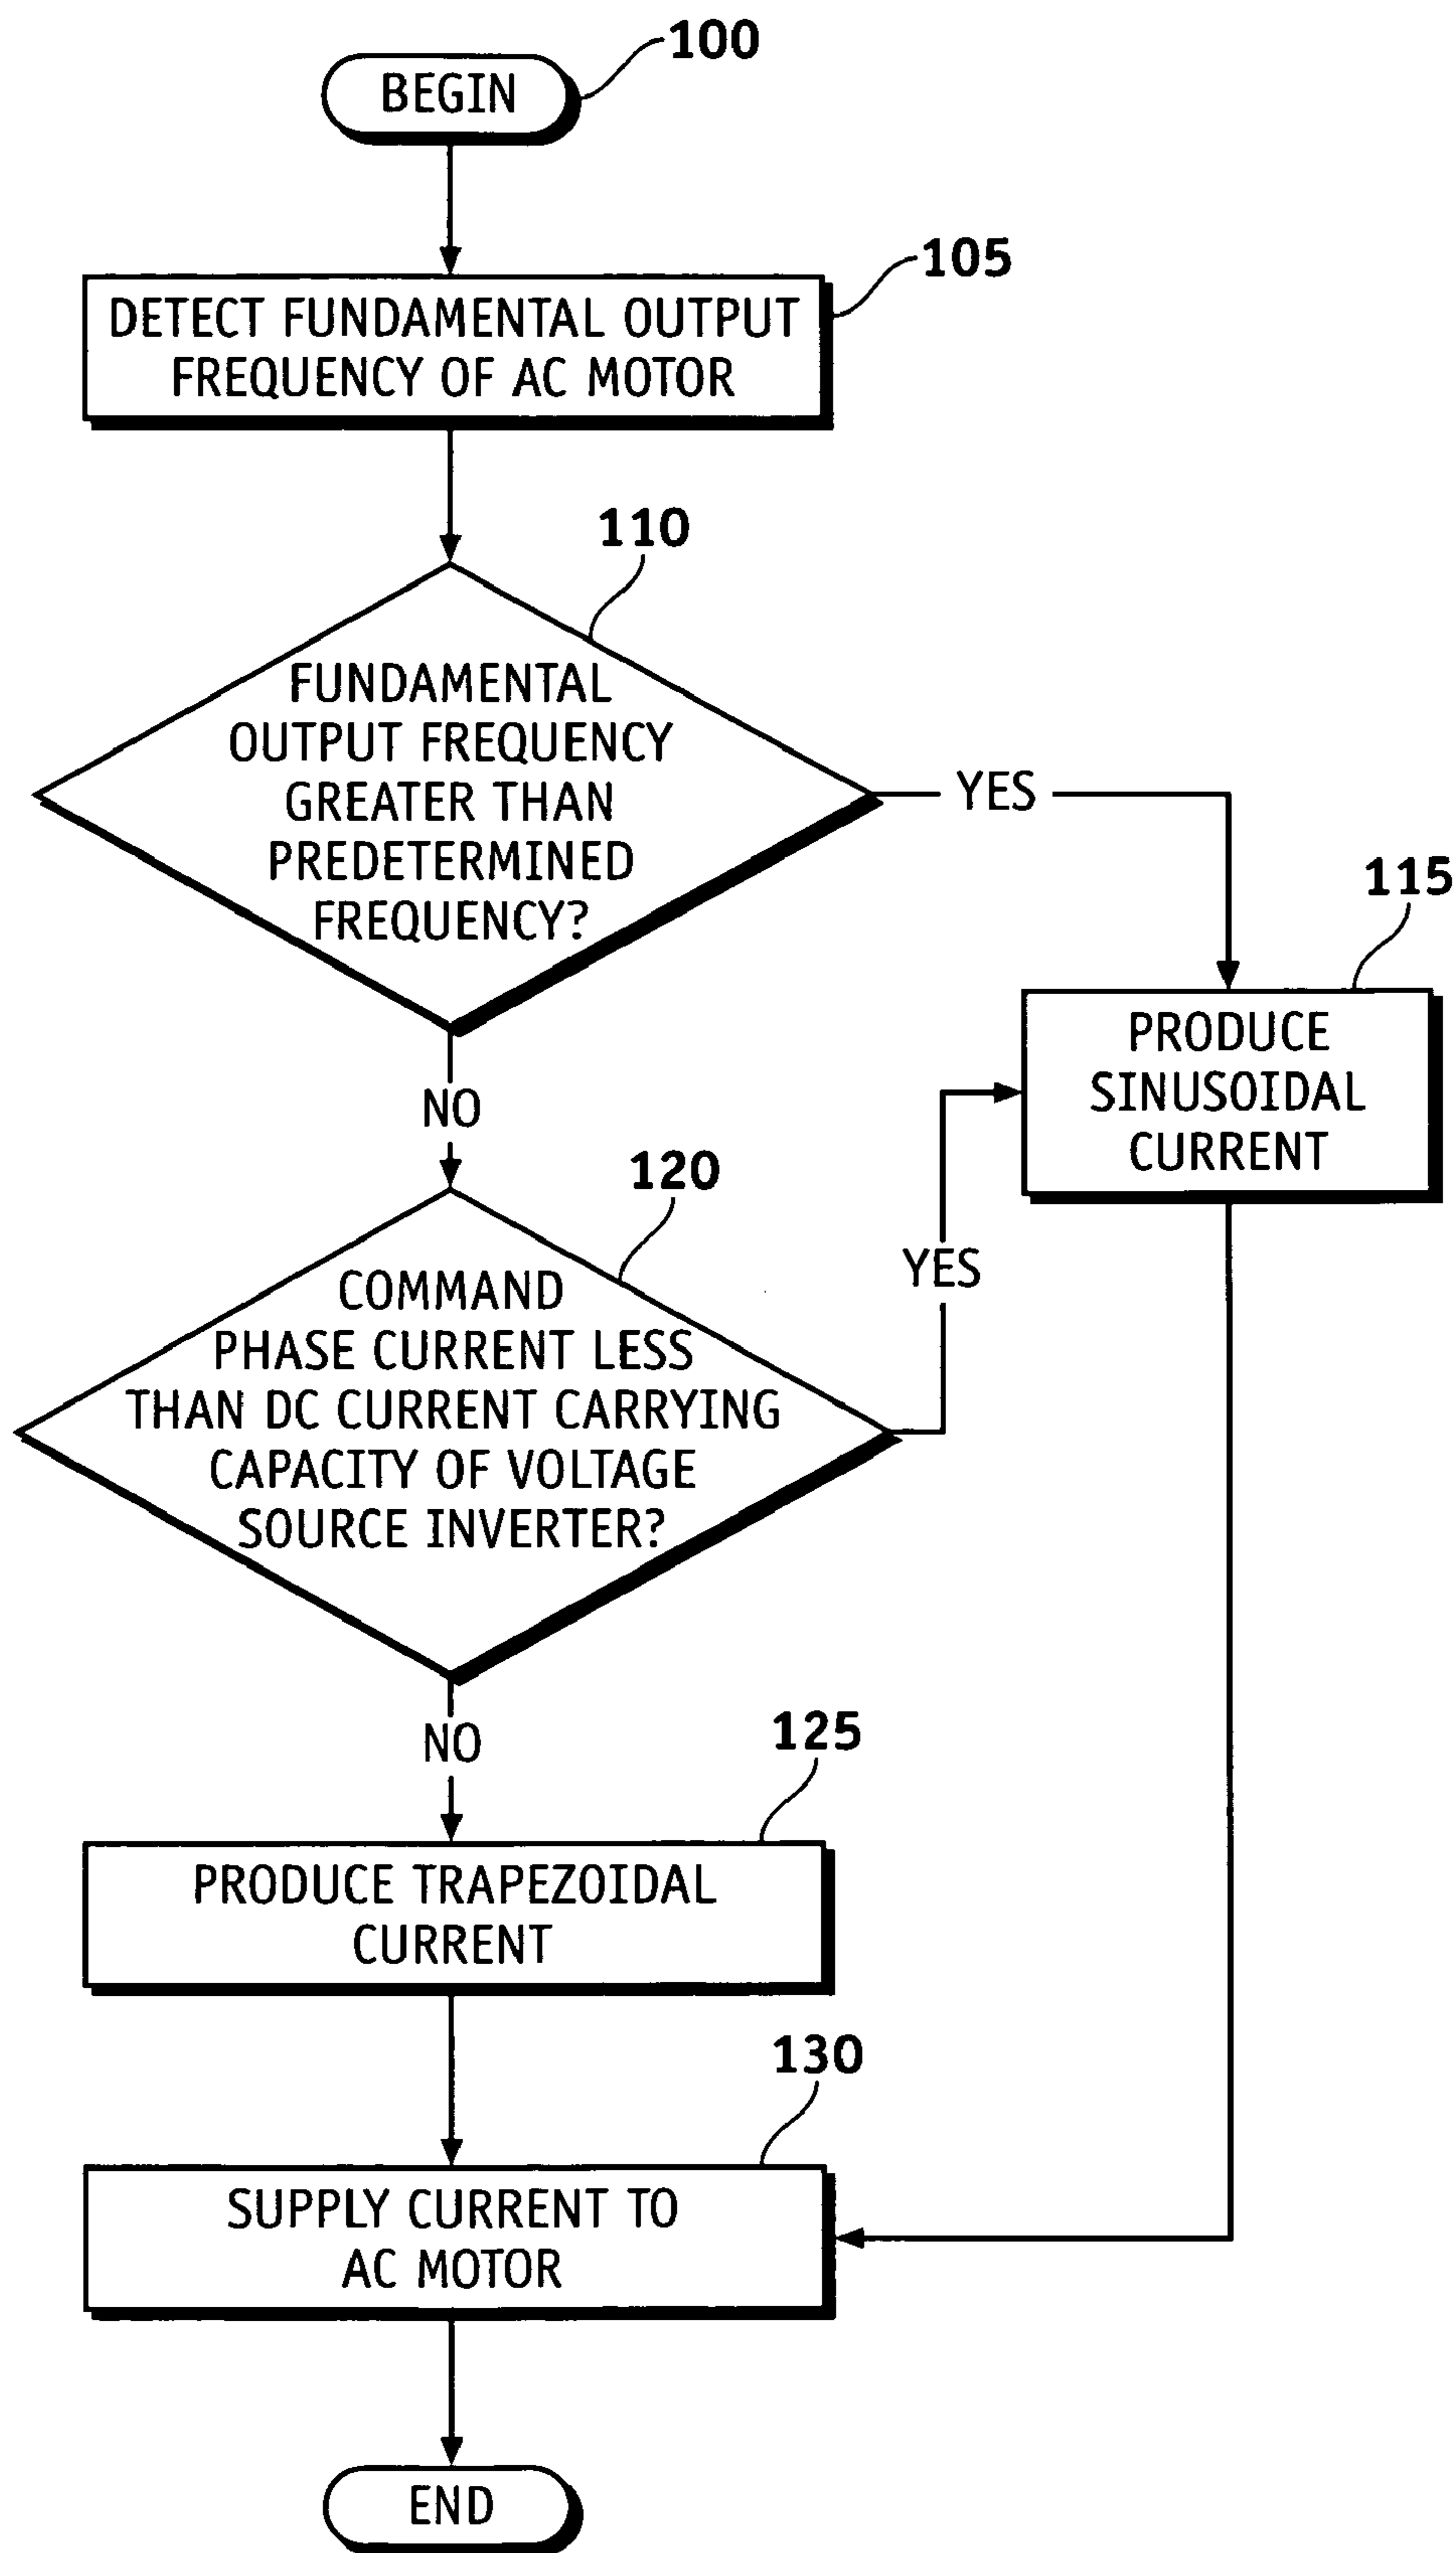 100
BEGIN
105
DETECT FUNDAMENTAL OUTPUT
FREQUENCY OF AC MOTOR
110
FUNDAMENTAL
OUTPUT FREQUENCY
GREATER THAN
PREDETERMINED
FREQUENCY?
YES
115
PRODUCE
SINUSOIDAL
CURRENT
NO
120
COMMAND
PHASE CURRENT LESS
THAN DC CURRENT CARRYING
CAPACITY OF VOLTAGE
SOURCE INVERTER?
YES
NO
125
PRODUCE TRAPEZOIDAL
CURRENT
130
SUPPLY CURRENT TO
AC MOTOR
END